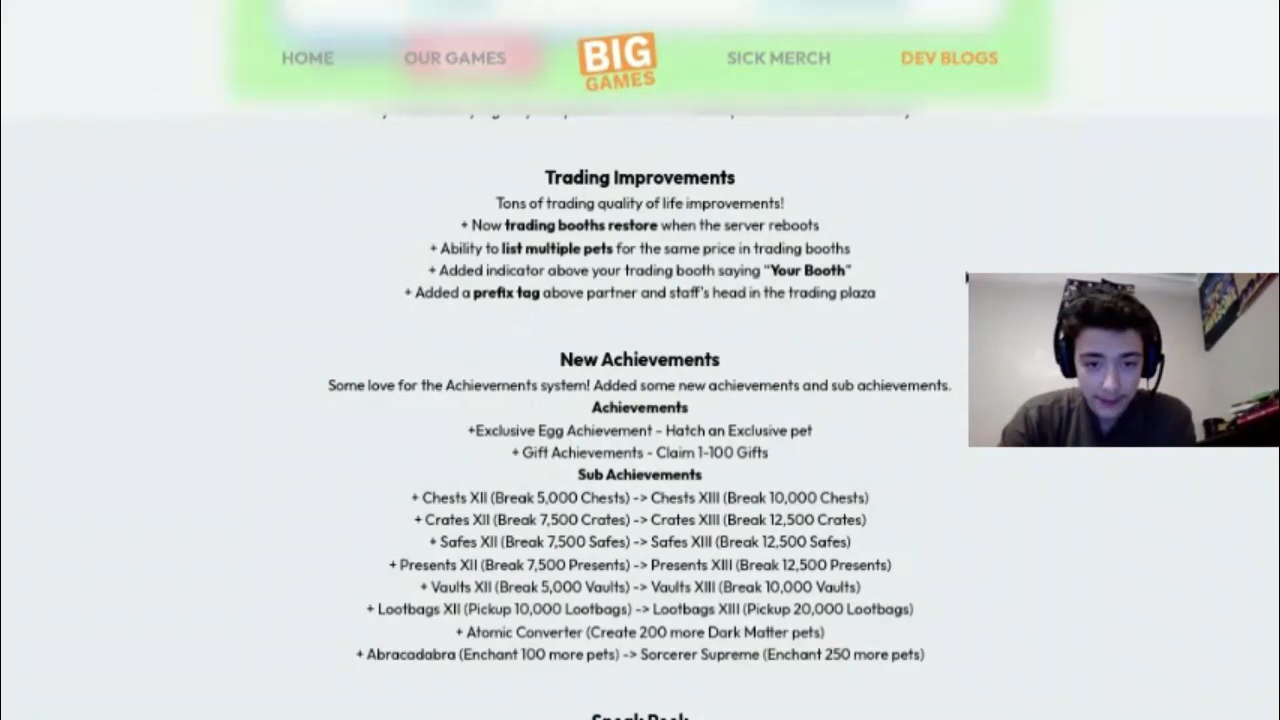 HOME
OUR GAMES
BIG
GAMES
SICK MERCH
DEV BLOGS
Trading Improvements
Tons of trading quality of life improvements!
+ Now trading booths restore when the server reboots
+ Ability to list multiple pets for the same price in trading booths
+ Added indicator above your trading booth saying "Your Booth"
+ Added a prefix tag above partner and staff's head in the trading plaza
New Achievements
Some love for the Achievements system! Added some new achievements and sub achievements.
Achievements
+Exclusive Egg Achievement - Hatch an Exclusive pet
+ Gift Achievements - Claim 1-100 Gifts
Sub Achievements
+ Chests XII (Break 5,000 Chests) -> Chests XIII (Break 10,000 Chests)
+ Crates XII (Break 7,500 Crates) -> Crates XIII (Break 12,500 Crates)
+ Safes XII (Break 7,500 Safes) -> Safes XIII (Break 12,500 Safes)
+ Presents XII (Break 7,500 Presents) -> Presents XIII (Break 12,500 Presents)
+ Vaults XII (Break 5,000 Vaults) -> Vaults XIII (Break 10,000 Vaults)
+ Lootbags XII (Pickup 10,000 Lootbags) -> Lootbags XIII (Pickup 20,000 Lootbags)
+ Atomic Converter (Create 200 more Dark Matter pets)
+ Abracadabra (Enchant 100 more pets) -> Sorcerer Supreme (Enchant 250 more pets)